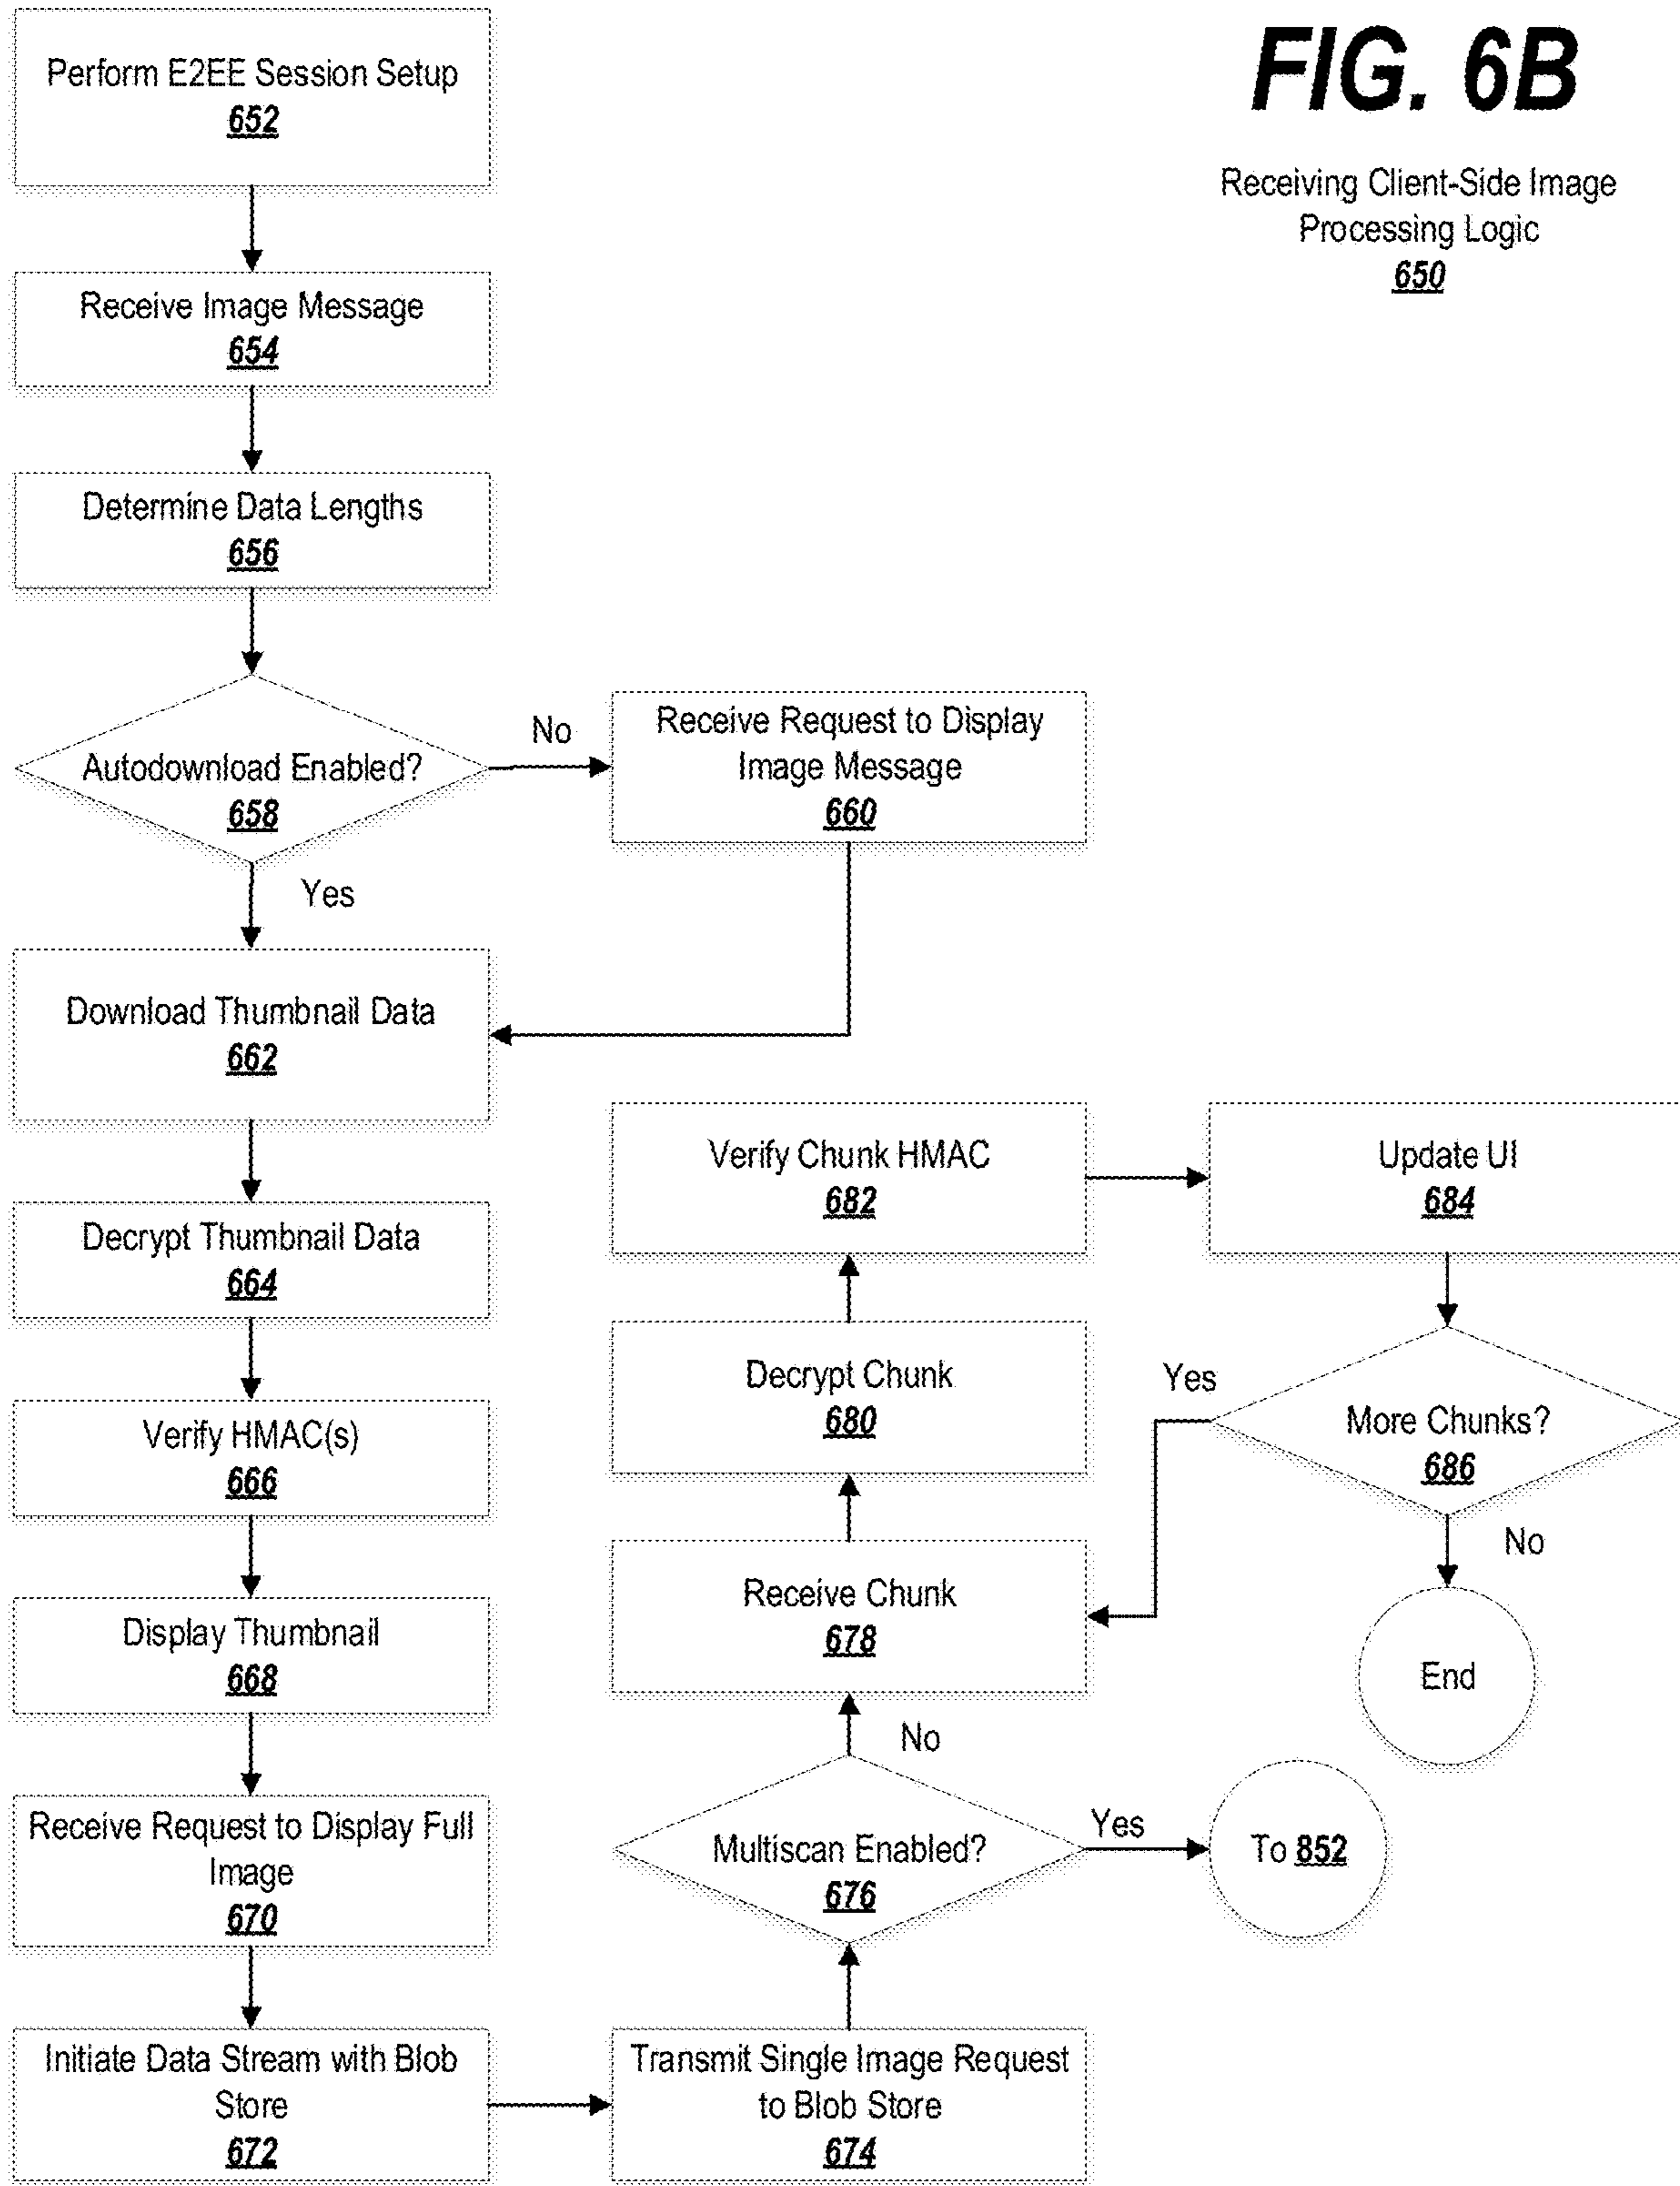 FIG. 6B
Receiving Client-Side Image
Processing Logic
650
Perform E2EE Session Setup
652
Receive Image Message
654
Determine Data Lengths
656
Autodownload Enabled?
658
No
Yes
Receive Request to Display
Image Message
660
Download Thumbnail Data
662
Decrypt Thumbnail Data
664
Verify HMAC(s)
666
Display Thumbnail
668
Receive Request to Display Full
Image
670
Initiate Data Stream with Blob
Store
672
Transmit Single Image Request
to Blob Store
674
Multiscan Enabled?
676
Yes
To 852
No
Receive Chunk
678
Decrypt Chunk
680
Verify Chunk HMAC
682
Update UI
684
More Chunks?
686
Yes
No
End